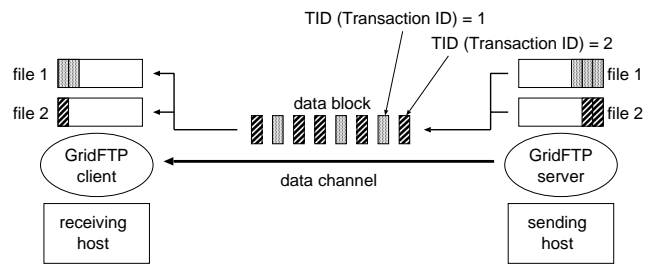 TID (Transaction ID) = 1
TID (Transaction ID) = 2
file 1
file 2
data block
file 1
file 2
GridFTP
client
data channel
GridFTP
server
receiving
host
sending
host